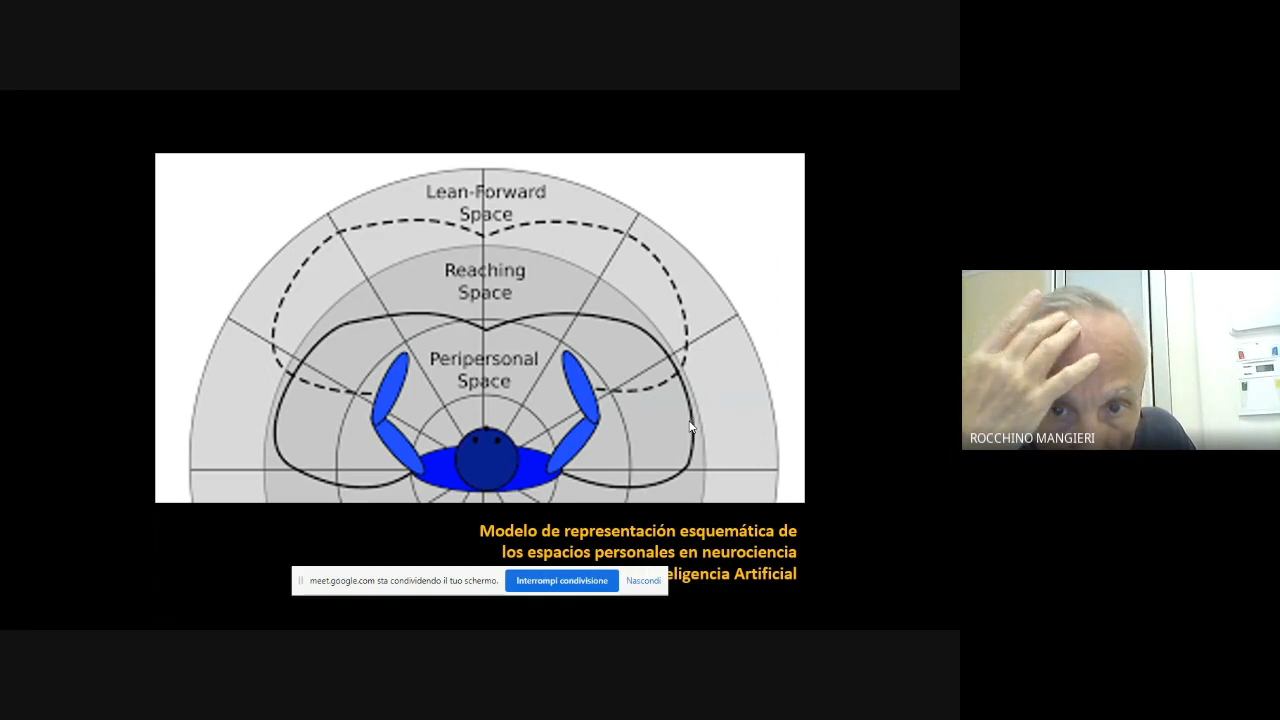 Lean-Forward
Space
Reaching
Space
Peripersonal
Space
Modelo de representación esquemática de
los espacios personales en neurociencia
Artificial
meet.google.com sta condividendo il tuo schermo.
Interrompi condivisione
Nascondi
ROCCHINO MANGIERI